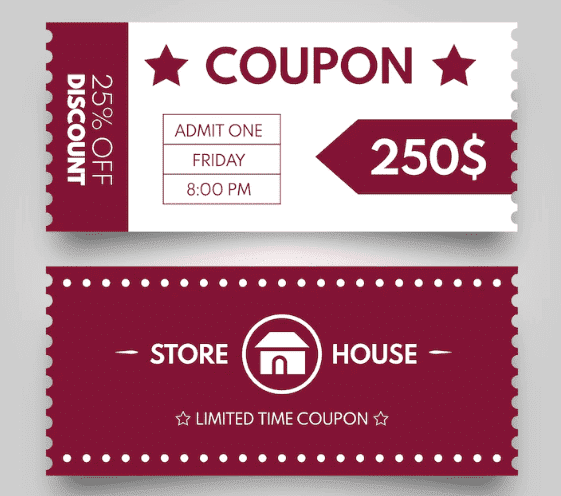 25% OFF
DISCOUNT
COUPON
ADMIT ONE
FRIDAY
8:00 PM
250$
STORE HOUSE
LIMITED TIME COUPON